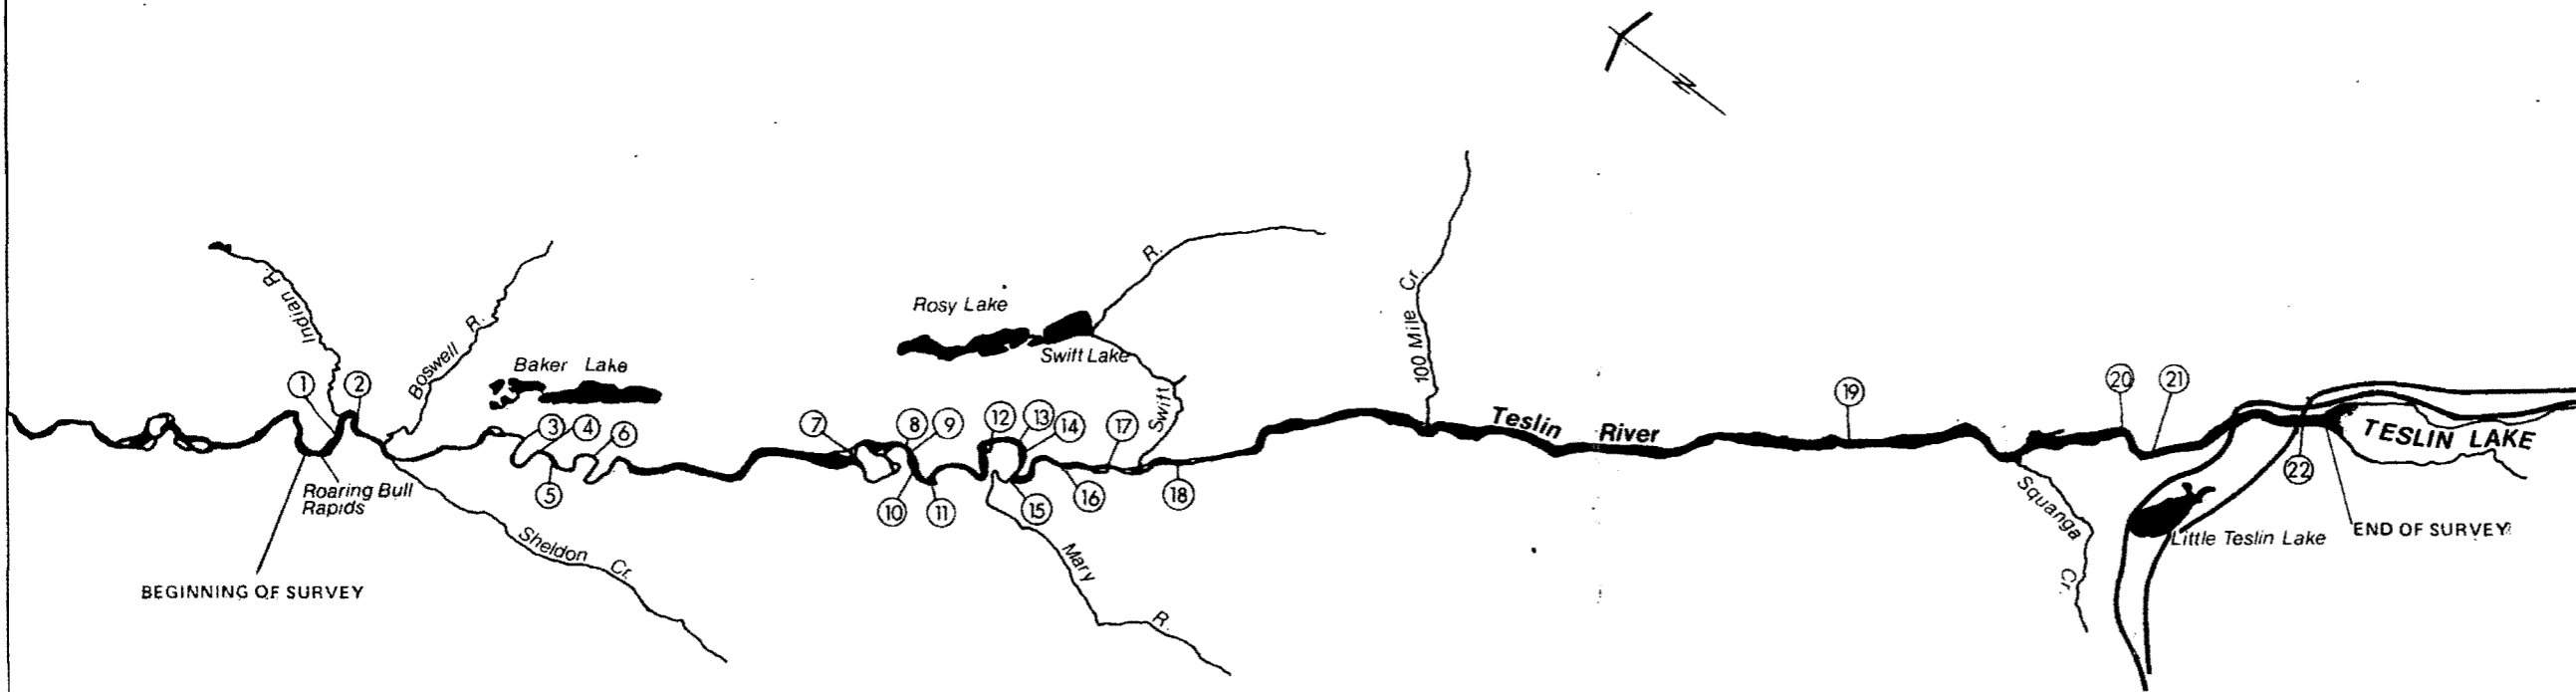 N
R.
Indian R.
Boswell R.
Rosy Lake
Swift Lake
Baker Lake
Swift
100 Mile Cr.
1
2
3
4
5
6
7
8
9
10
11
12
13
14
15
16
17
18
19
20
21
22
Teslin River
TESLIN LAKE
Roaring Bull
Rapids
Sheldon Cr.
Mary R.
Squanga Cr.
Little Teslin Lake
END OF SURVEY
BEGINNING OF SURVEY